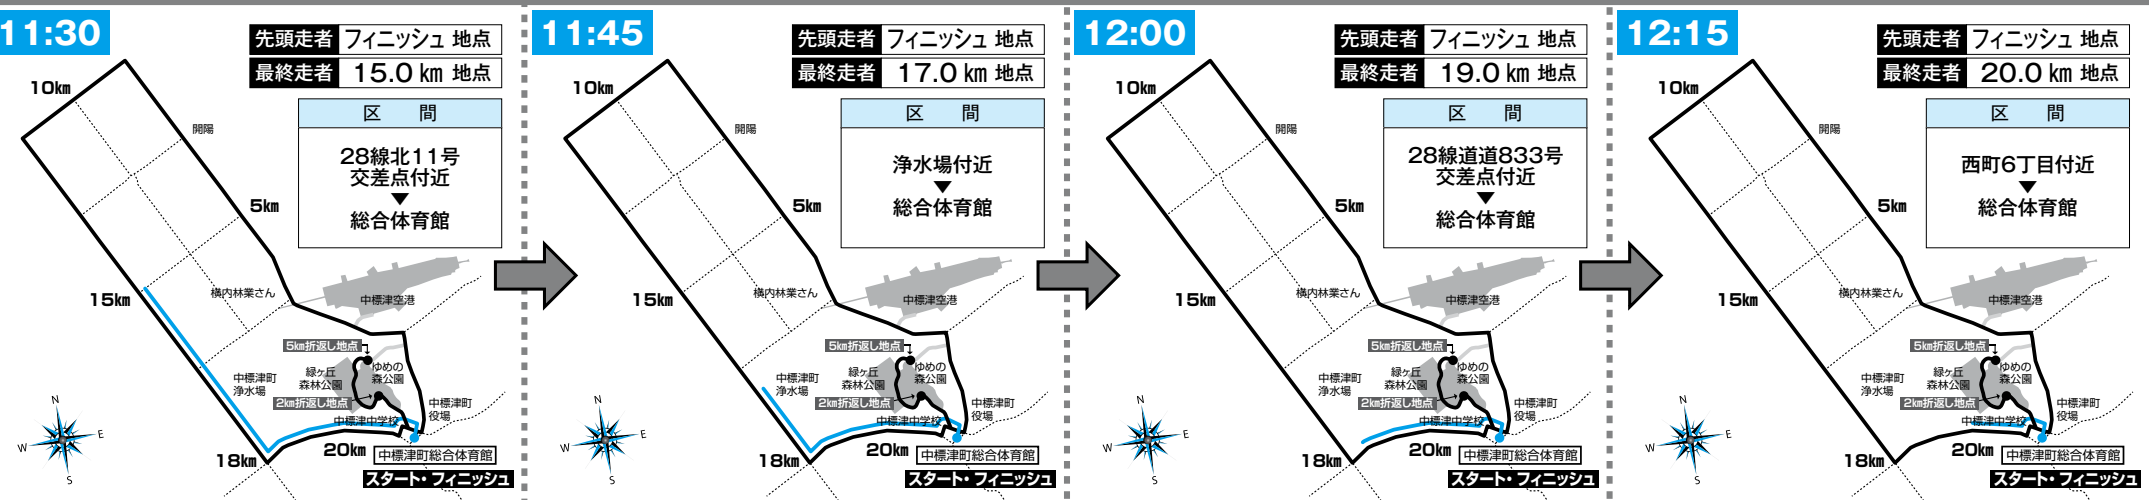 11:30
先頭走者 フィニッシュ 地点
最終走者 15.0 km 地点
区 間
28線北11号
交差点付近
▼
総合体育館
10km
開陽
5km
15km
横内林業さん
中標津空港
5km折返し地点
緑ヶ丘
森林公園
ゆめの
森公園
中標津町
浄水場
2km折返し地点
中標津町
役場
中標津中学校
18km
20km
中標津町総合体育館
スタート・フィニッシュ
N
W
E
S
11:45
先頭走者 フィニッシュ 地点
最終走者 17.0 km 地点
区 間
浄水場付近
▼
総合体育館
10km
開陽
5km
15km
横内林業さん
中標津空港
5km折返し地点
緑ヶ丘
森林公園
ゆめの
森公園
中標津町
浄水場
2km折返し地点
中標津町
役場
中標津中学校
18km
20km
中標津町総合体育館
スタート・フィニッシュ
N
W
E
S
12:00
先頭走者 フィニッシュ 地点
最終走者 19.0 km 地点
区 間
28線道道833号
交差点付近
▼
総合体育館
10km
開陽
5km
15km
横内林業さん
中標津空港
5km折返し地点
緑ヶ丘
森林公園
ゆめの
森公園
中標津町
浄水場
2km折返し地点
中標津町
役場
中標津中学校
18km
20km
中標津町総合体育館
スタート・フィニッシュ
N
W
E
S
12:15
先頭走者 フィニッシュ 地点
最終走者 20.0 km 地点
区 間
西町6丁目付近
▼
総合体育館
10km
開陽
5km
15km
横内林業さん
中標津空港
5km折返し地点
緑ヶ丘
森林公園
ゆめの
森公園
中標津町
浄水場
2km折返し地点
中標津町
役場
中標津中学校
18km
20km
中標津町総合体育館
スタート・フィニッシュ
N
W
E
S